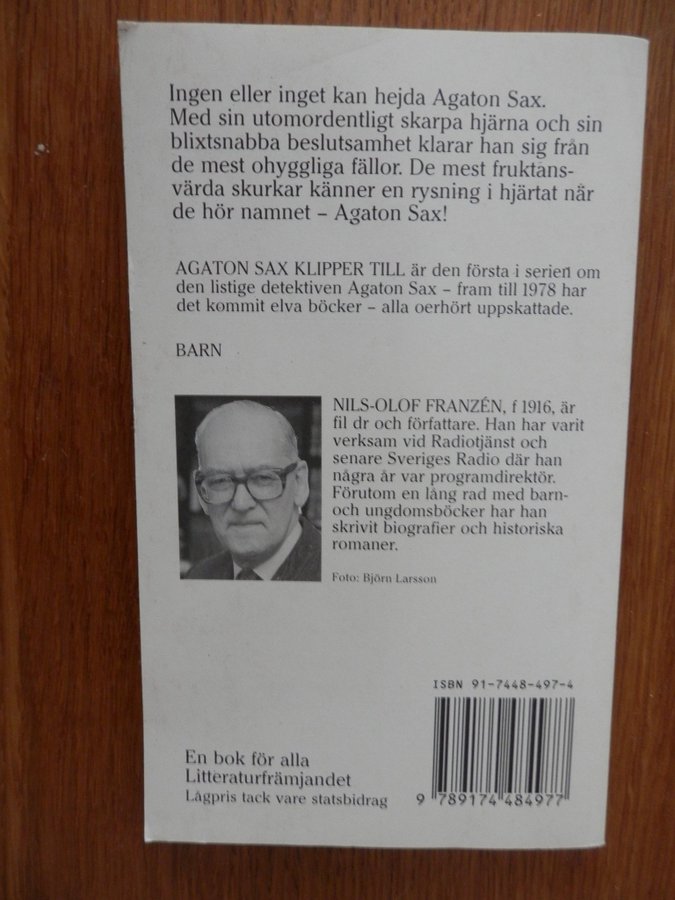 Ingen eller inget kan hejda Agaton Sax.
Med sin utomordentligt skarpa hjärna och sin
blixtsnabba beslutsamhet klarar han sig från
de mest ohyggliga fällor. De mest fruktans-
värda skurkar känner en rysning i hjärtat når
de hör namnet – Agaton Sax!
AGATON SAX KLIPPER TILL är den första i serien om
den listige detektiven Agaton Sax – fram till 1978 har
det kommit elva böcker – alla oerhört uppskattade.
BARN
NILS-OLOF FRANZÉN, f 1916, är
fil dr och författare. Han har varit
verksam vid Radiotjänst och
senare Sveriges Radio där han
några år var programdirektör.
Förutom en lång rad med barn-
och ungdomsböcker har han
skrivit biografier och historiska
romaner.
Foto: Björn Larsson
ISBN 91-7448-497-4
En bok för alla
Litteraturfrämjandet
Lågpris tack vare statsbidrag
9 789174 484977